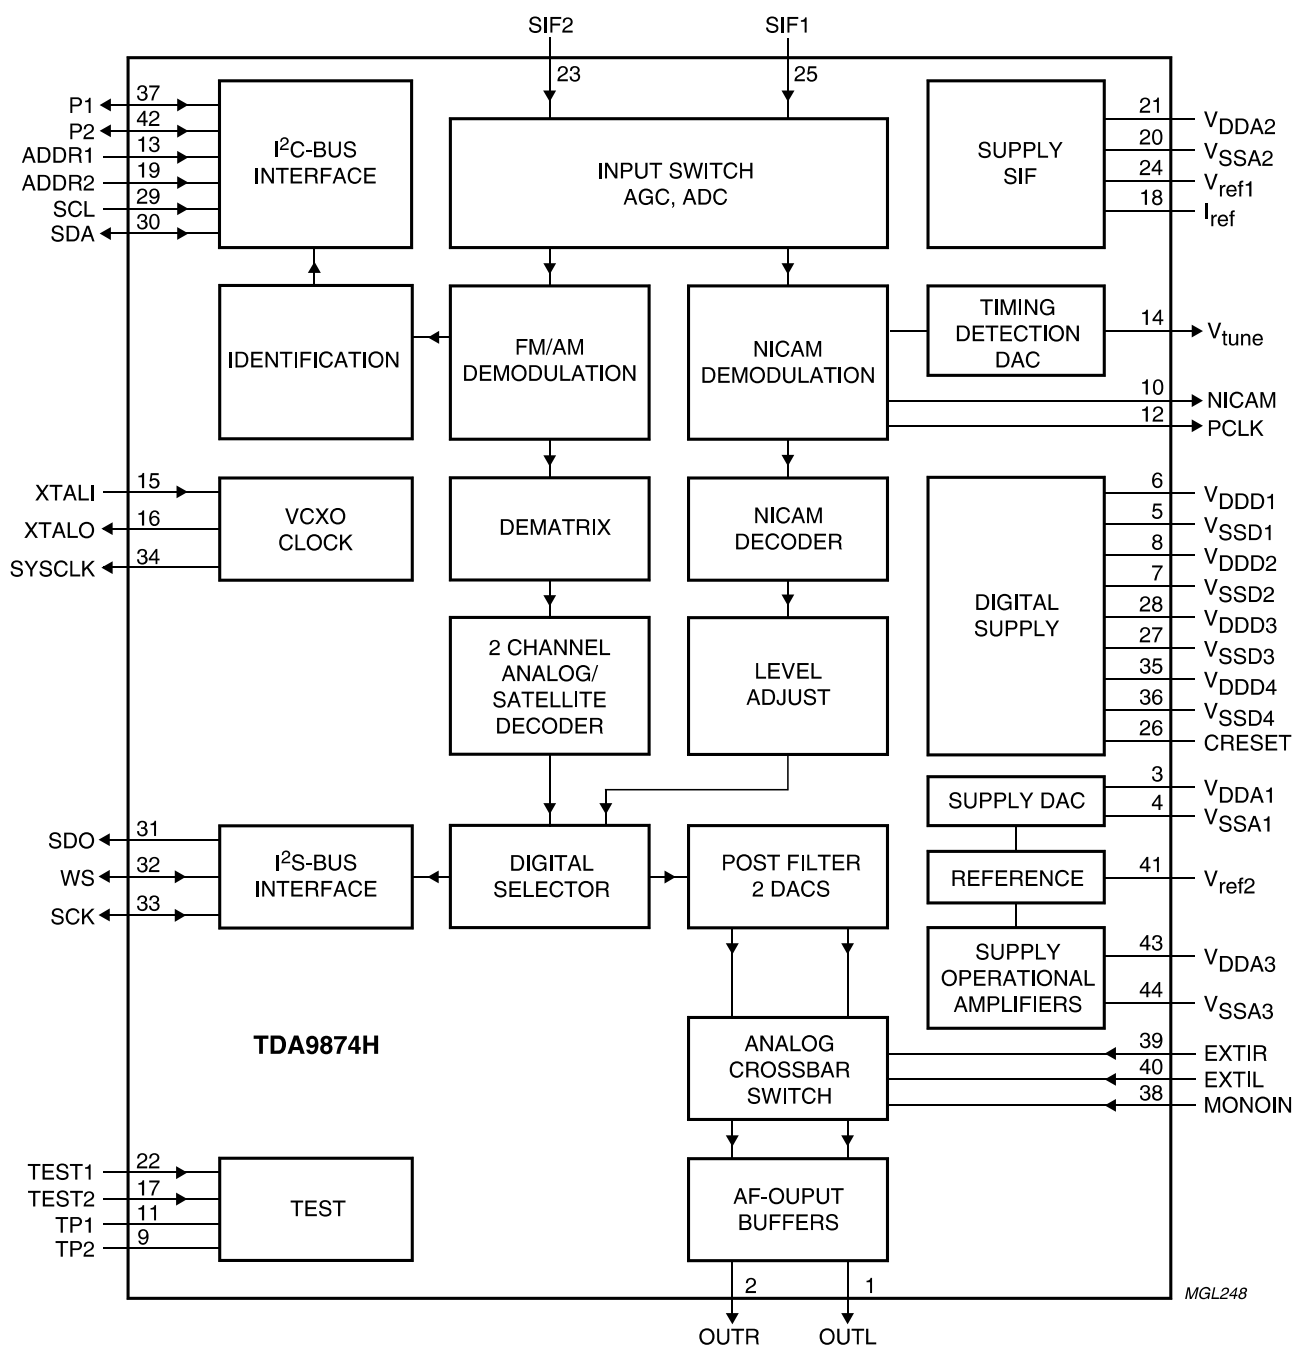 SIF2
SIF1
23
25
P1
37
P2
42
ADDR1
13
ADDR2
19
SCL
29
SDA
30
I2C-BUS
INTERFACE
INPUT SWITCH
AGC, ADC
SUPPLY
SIF
21
VDDA2
20
VSSA2
24
Vref1
18
Iref
IDENTIFICATION
FM/AM
DEMODULATION
NICAM
DEMODULATION
TIMING
DETECTION
DAC
14
Vtune
10
NICAM
12
PCLK
XTALI
15
XTALO
16
SYSCLK
34
VCXO
CLOCK
DEMATRIX
NICAM
DECODER
DIGITAL
SUPPLY
6
VDDD1
5
VSSD1
8
VDDD2
7
VSSD2
28
VDDD3
27
VSSD3
35
VDDD4
36
VSSD4
26
CRESET
2 CHANNEL
ANALOG/
SATELLITE
DECODER
LEVEL
ADJUST
SUPPLY DAC
3
VDDA1
4
VSSA1
SDO
31
WS
32
SCK
33
I2S-BUS
INTERFACE
DIGITAL
SELECTOR
POST FILTER
2 DACS
REFERENCE
41
Vref2
SUPPLY
OPERATIONAL
AMPLIFIERS
43
VDDA3
44
VSSA3
TDA9874H
ANALOG
CROSSBAR
SWITCH
39
EXTIR
40
EXTIL
38
MONOIN
TEST1
22
TEST2
17
TP1
11
TP2
9
TEST
AF-OUPUT
BUFFERS
2
1
OUTR
OUTL
MGL248